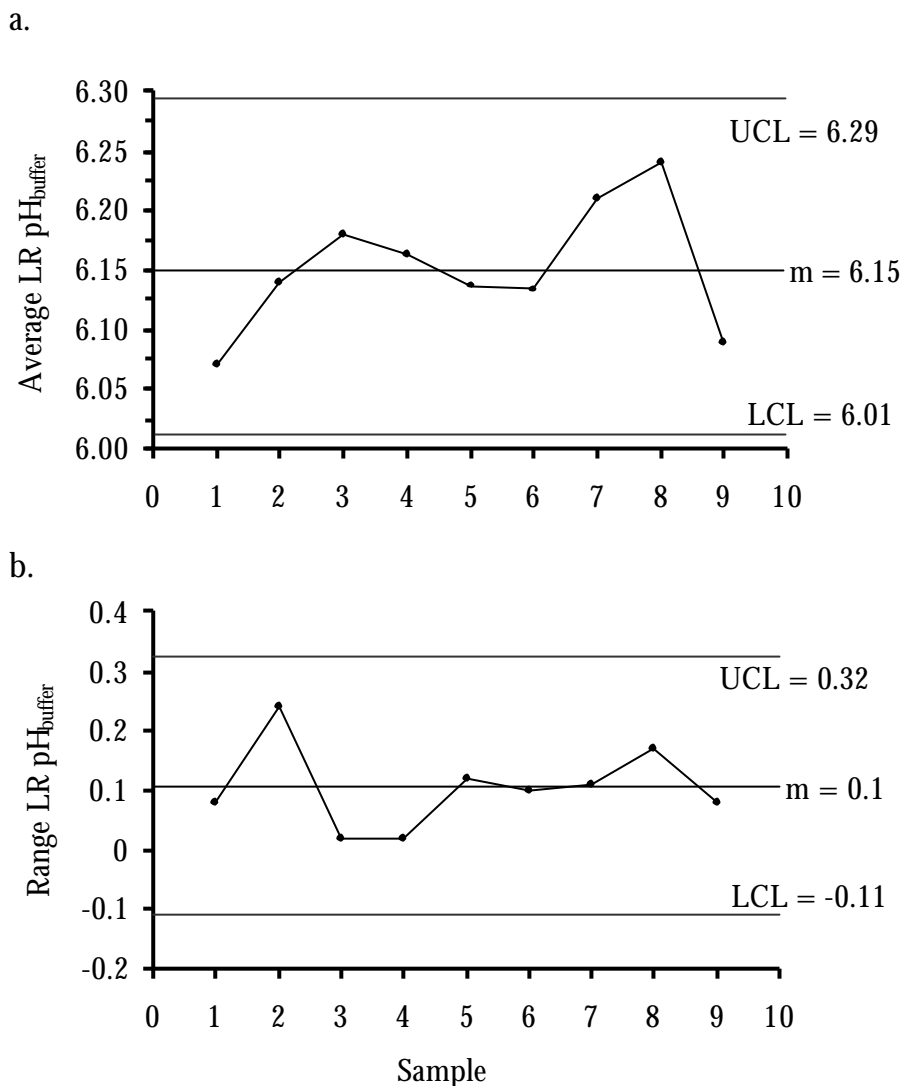 a.
6.30
UCL = 6.29
6.25
6.20
6.15
m = 6.15
6.10
6.05
LCL = 6.01
6.00
Average LR pHbuffer
0 1 2 3 4 5 6 7 8 9 10
b.
0.4
0.3
UCL = 0.32
0.2
0.1
m = 0.1
0
LCL = -0.11
-0.1
-0.2
Range LR pHbuffer
0 1 2 3 4 5 6 7 8 9 10
Sample